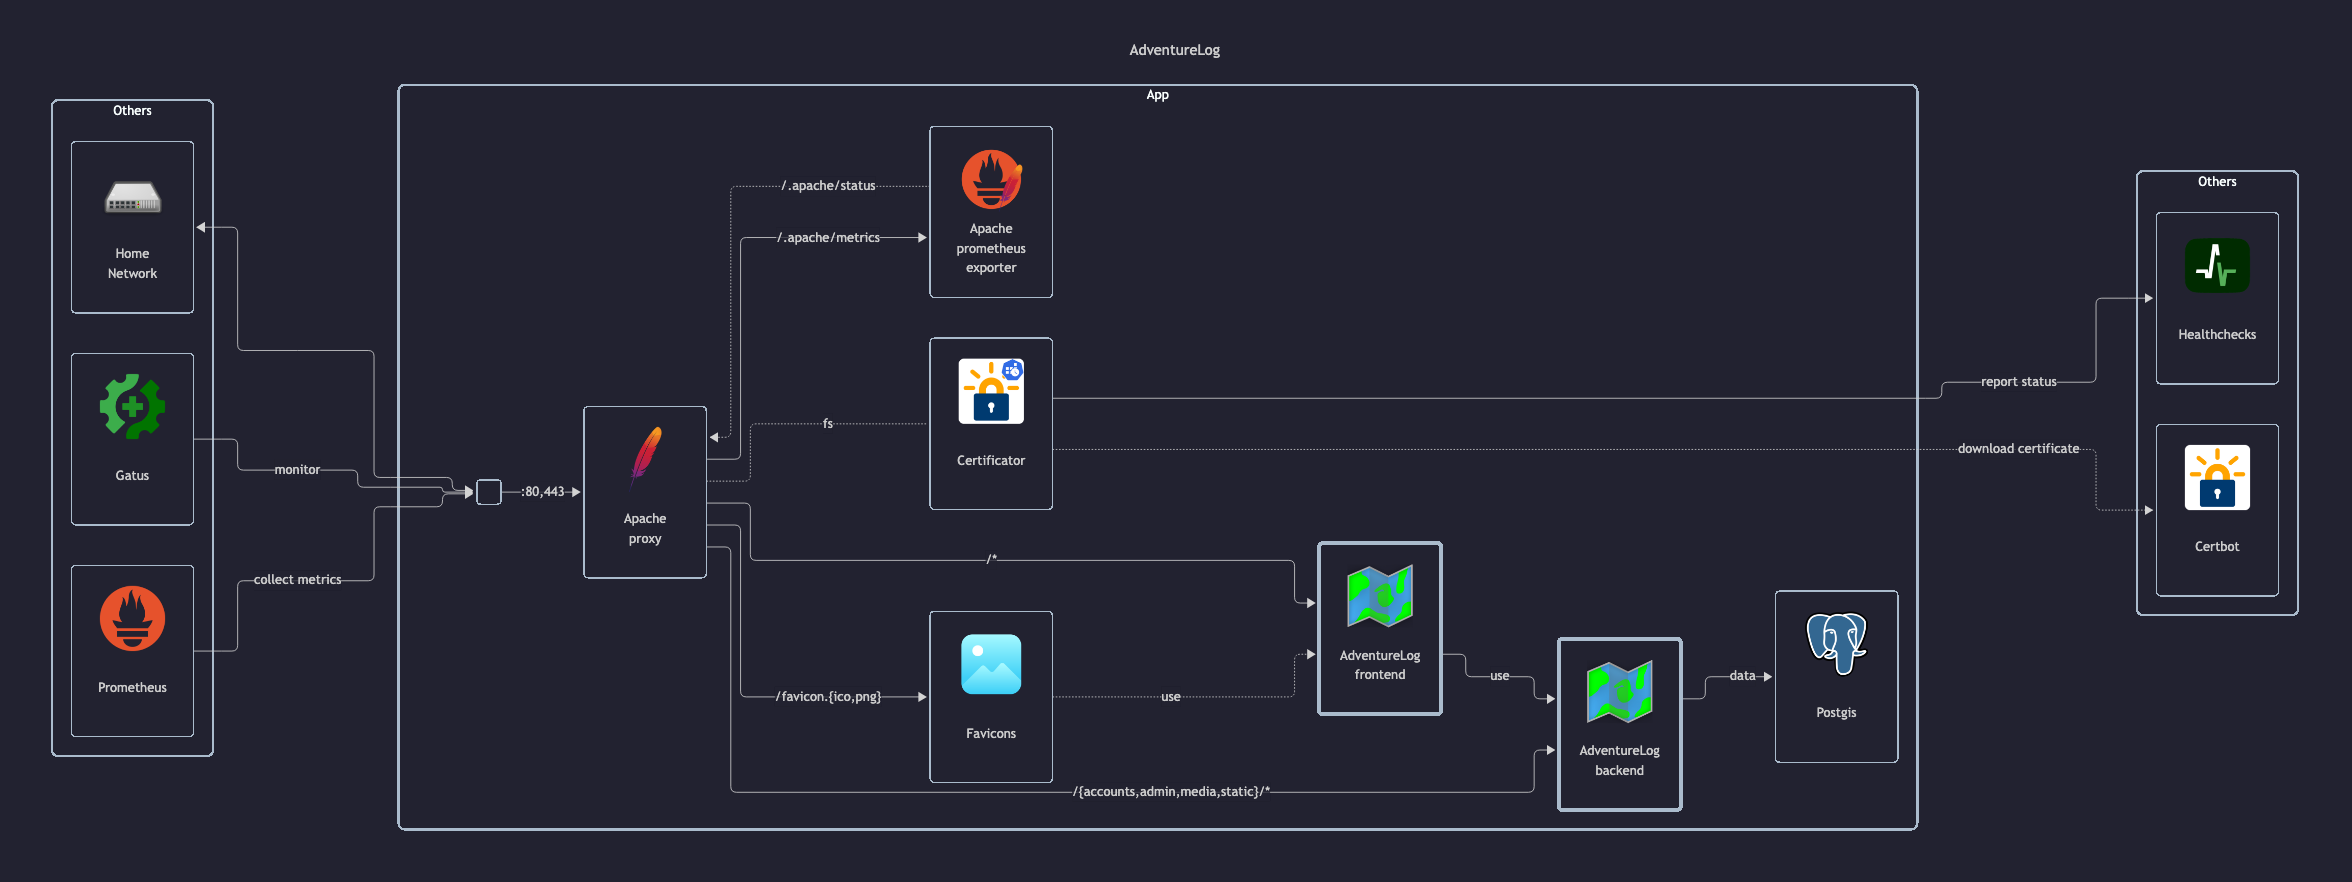 AdventureLog
Others
Home
Network
Gatus
Prometheus
monitor
collect metrics
App
:80,443
Apache
proxy
/.apache/status
/.apache/metrics
fs
/*
/favicon.{ico,png}
/{accounts,admin,media,static}/*
Apache
prometheus
exporter
Certificator
Favicons
use
AdventureLog
frontend
use
AdventureLog
backend
data
Postgis
report status
download certificate
Others
Healthchecks
Certbot